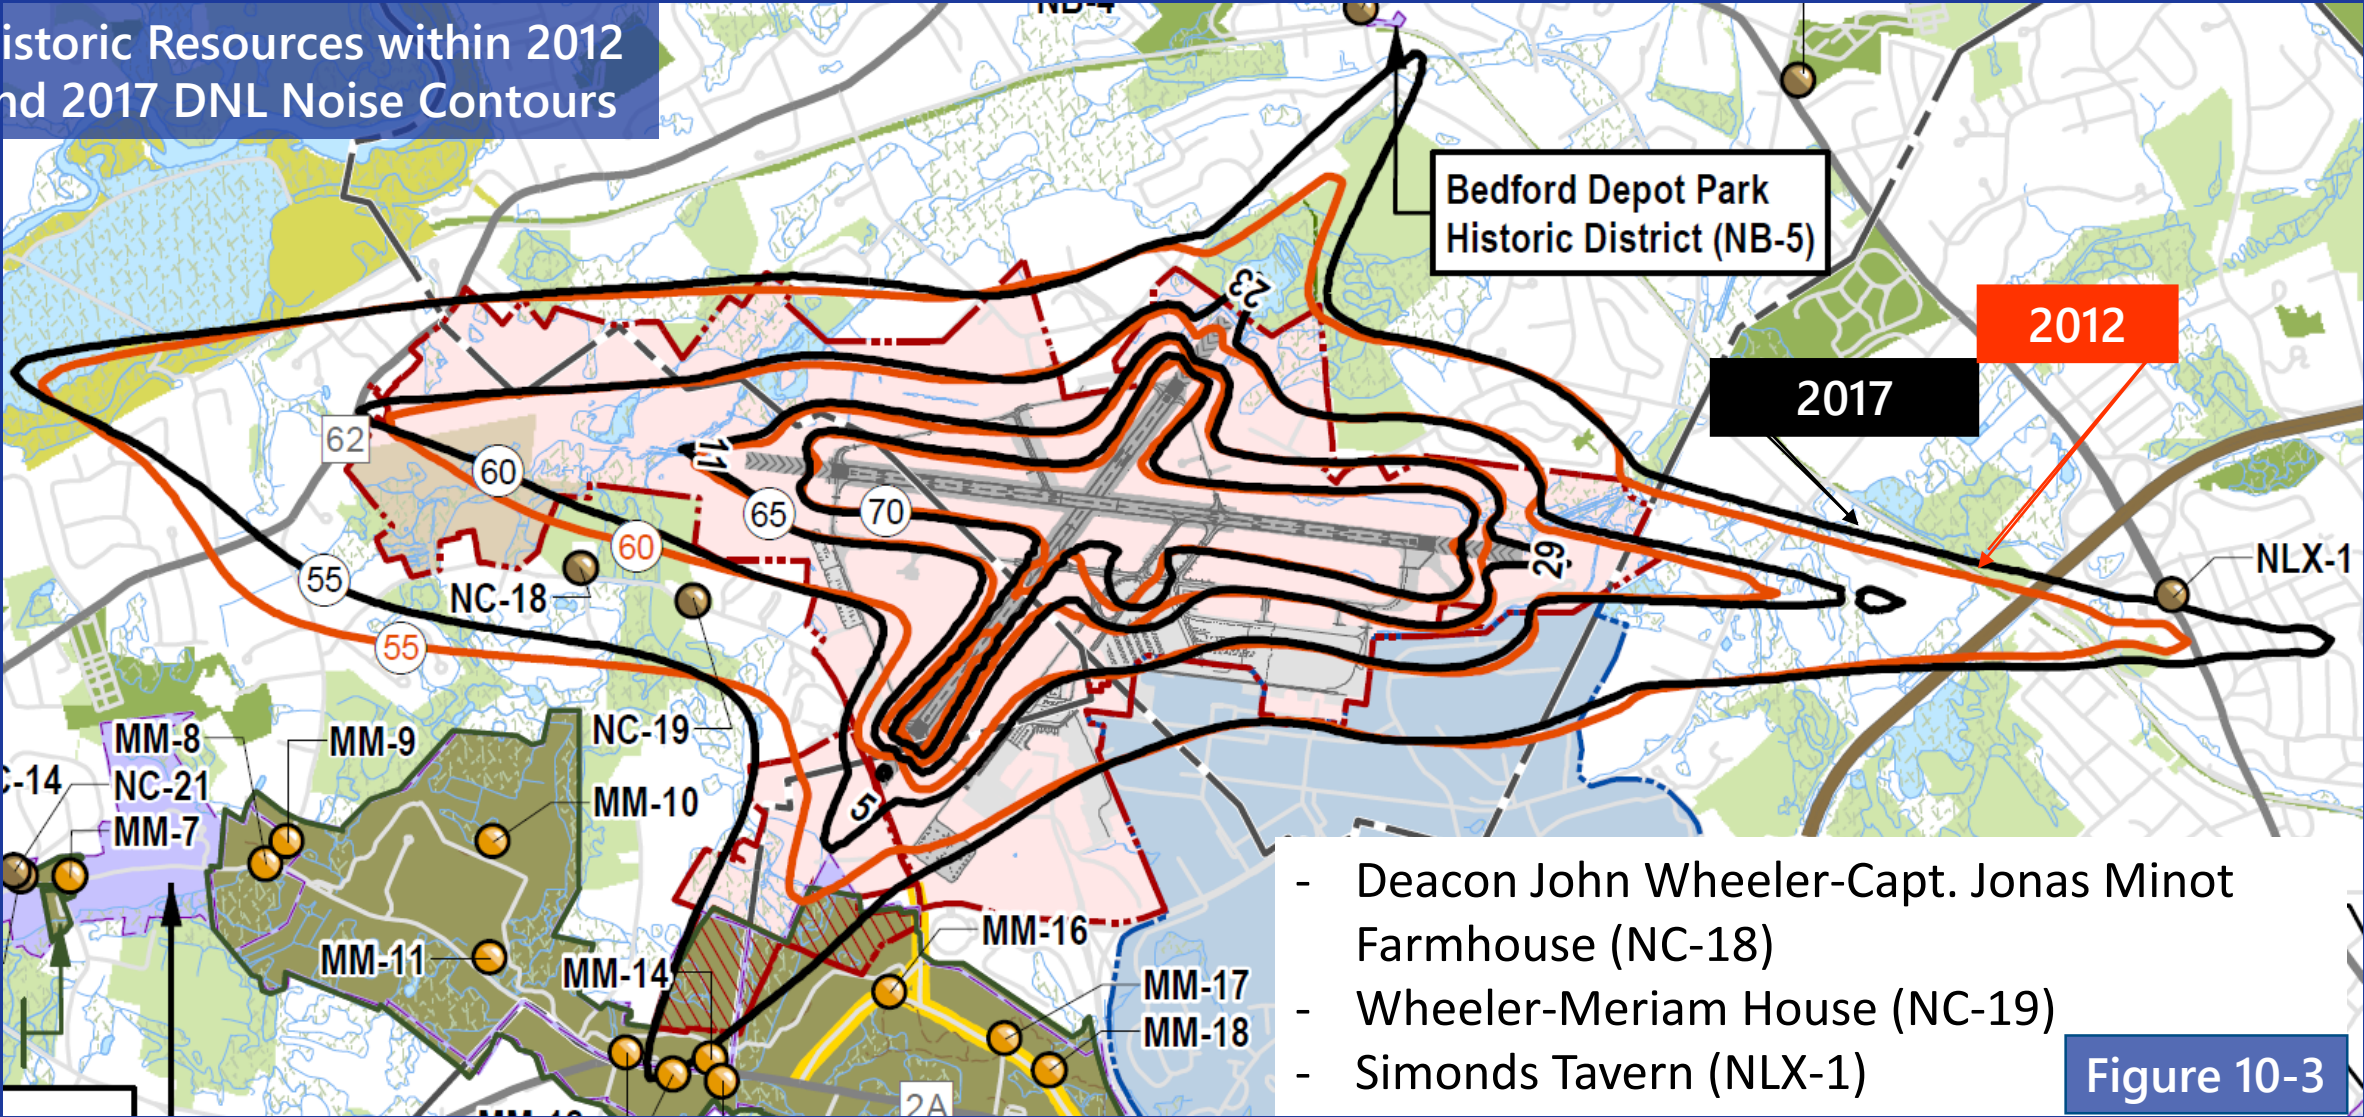 istoric Resources within 2012
nd 2017 DNL Noise Contours
Bedford Depot Park
Historic District (NB-5)
23
2012
2017
62
60
11
65
70
60
29
NLX-1
55
NC-18
55
NC-19
MM-8
MM-9
C-14
NC-21
MM-10
MM-7
5
MM-16
MM-11
MM-14
MM-17
MM-18
2A
- Deacon John Wheeler-Capt. Jonas Minot
Farmhouse (NC-18)
- Wheeler-Meriam House (NC-19)
- Simonds Tavern (NLX-1)
Figure 10-3